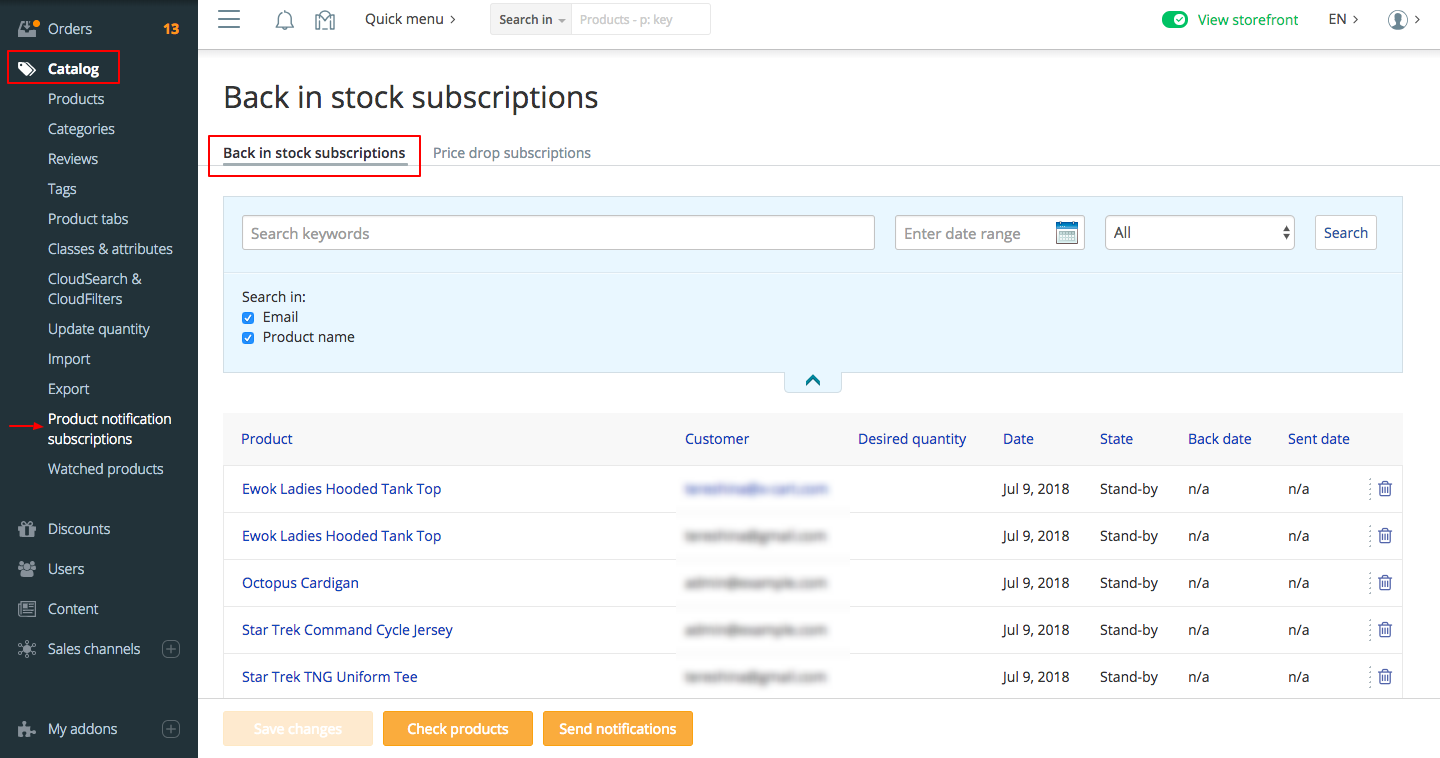 Orders 13
Catalog
Products
Categories
Reviews
Tags
Product tabs
Classes & attributes
CloudSearch &
CloudFilters
Update quantity
Import
Export
Product notification
subscriptions
Watched products
Discounts
Users
Content
Sales channels
My addons
Quick menu Search in Products - p: key View storefront EN
Back in stock subscriptions
Back in stock subscriptions Price drop subscriptions
Search keywords Enter date range All Search
Search in:
Email
Product name
Product Customer Desired quantity Date State Back date Sent date
Ewok Ladies Hooded Tank Top Jul 9, 2018 Stand-by n/a n/a
Ewok Ladies Hooded Tank Top Jul 9, 2018 Stand-by n/a n/a
Octopus Cardigan Jul 9, 2018 Stand-by n/a n/a
Star Trek Command Cycle Jersey Jul 9, 2018 Stand-by n/a n/a
Star Trek TNG Uniform Tee Jul 9, 2018 Stand-by n/a n/a
Save changes Check products Send notifications